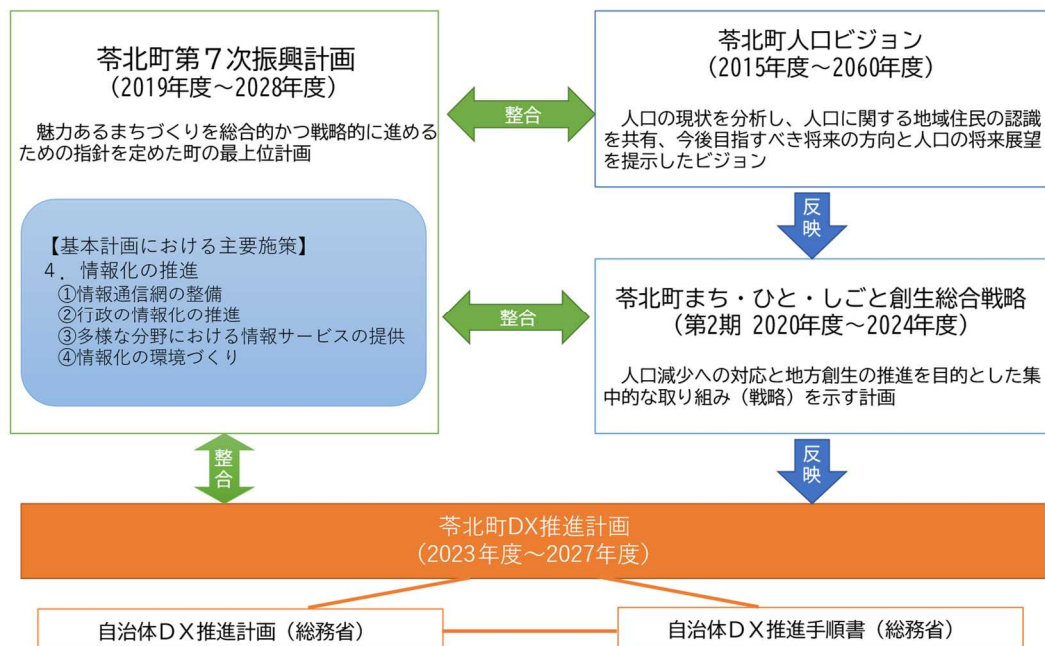 苓北町第７次振興計画
（2019年度～2028年度）
魅力あるまちづくりを総合的かつ戦略的に進める
ための指針を定めた町の最上位計画
【基本計画における主要施策】
４．情報化の推進
①情報通信網の整備
②行政の情報化の推進
③多様な分野における情報サービスの提供
④情報化の環境づくり
整合
苓北町人口ビジョン
（2015年度～2060年度）
人口の現状を分析し、人口に関する地域住民の認識
を共有、今後目指すべき将来の方向と人口の将来展望
を提示したビジョン
反映
整合
苓北町まち・ひと・しごと創生総合戦略
（第2期 2020年度～2024年度）
人口減少への対応と地方創生の推進を目的とした集
中的な取り組み（戦略）を示す計画
整合
反映
苓北町DX推進計画
（2023年度～2027年度）
自治体ＤＸ推進計画（総務省）
自治体ＤＸ推進手順書（総務省）